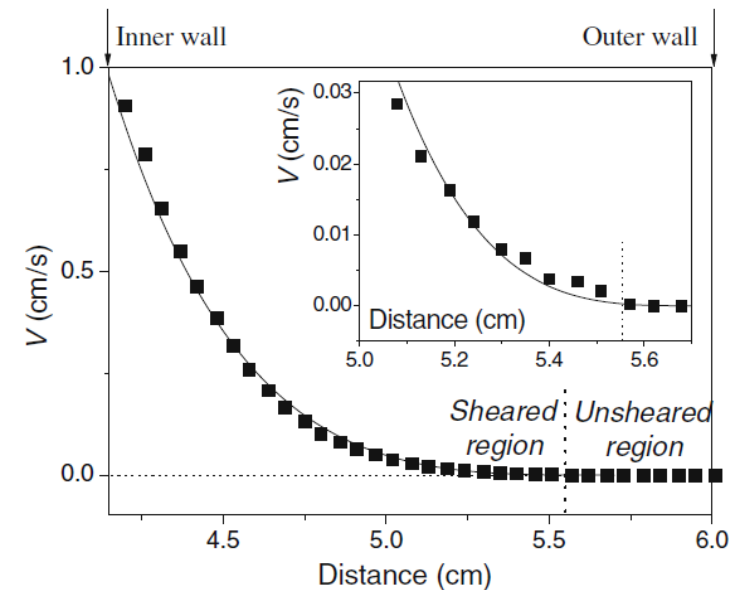 Inner wall
Outer wall
1.0
0.5
0.0
V (cm/s)
0.03
0.02
0.01
0.00
V (cm/s)
Distance (cm)
5.0 5.2 5.4 5.6
Sheared Unsheared
region region
4.5 5.0 5.5 6.0
Distance (cm)